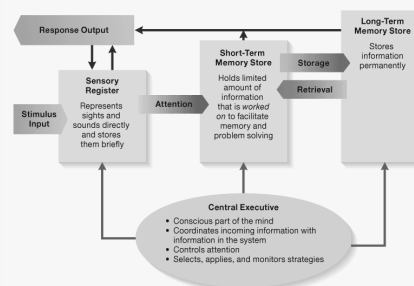 Response Output
Long-Term
Memory Store
Stores
information
permanently
Short-Term
Memory Store
Holds limited
amount of
information
that is worked
on to facilitate
memory and
problem solving
Storage
Retrieval
Sensory
Register
Represents
sights and
sounds directly
and stores
them briefly
Attention
Stimulus
Input
Central Executive
• Conscious part of the mind
• Coordinates incoming information with
information in the system
• Controls attention
• Selects, applies, and monitors strategies